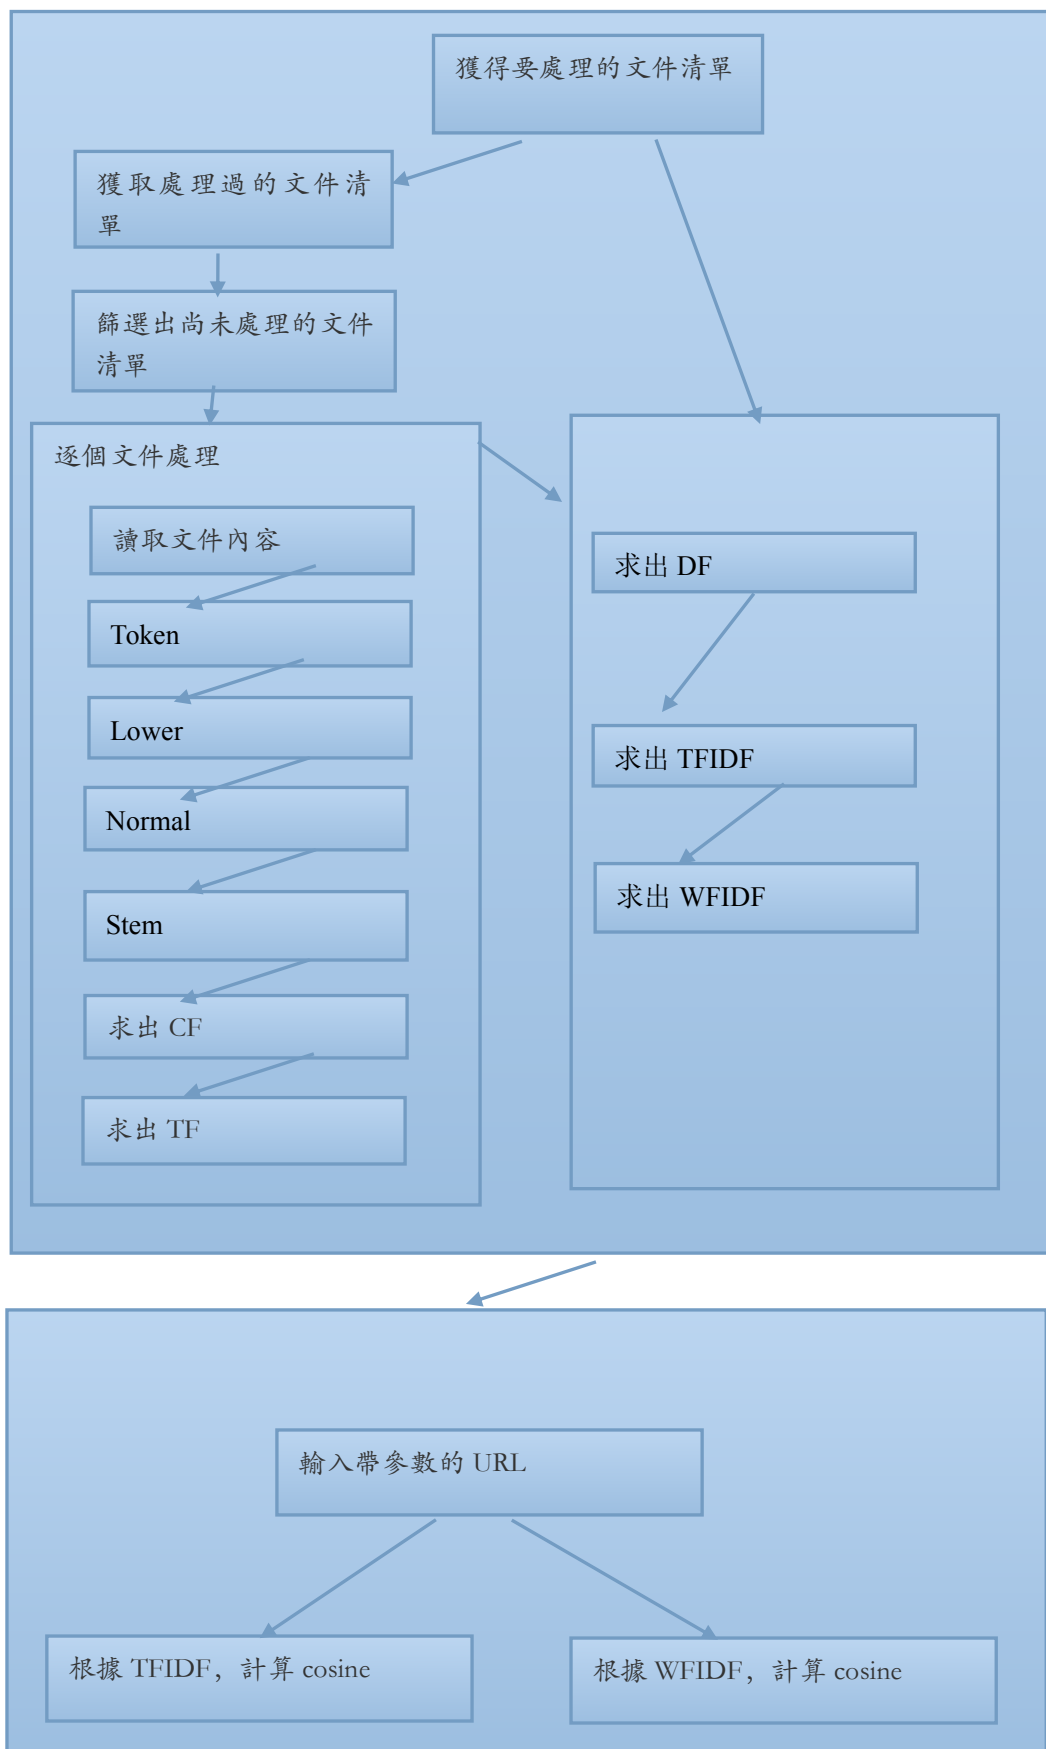 獲得要處理的文件清單
獲取處理過的文件清
單
篩選出尚未處理的文件
清單
逐個文件處理
讀取文件內容
Token
Lower
Normal
Stem
求出 CF
求出 TF
求出 DF
求出 TFIDF
求出 WFIDF
輸入帶參數的 URL
根據 TFIDF，計算 cosine
根據 WFIDF，計算 cosine